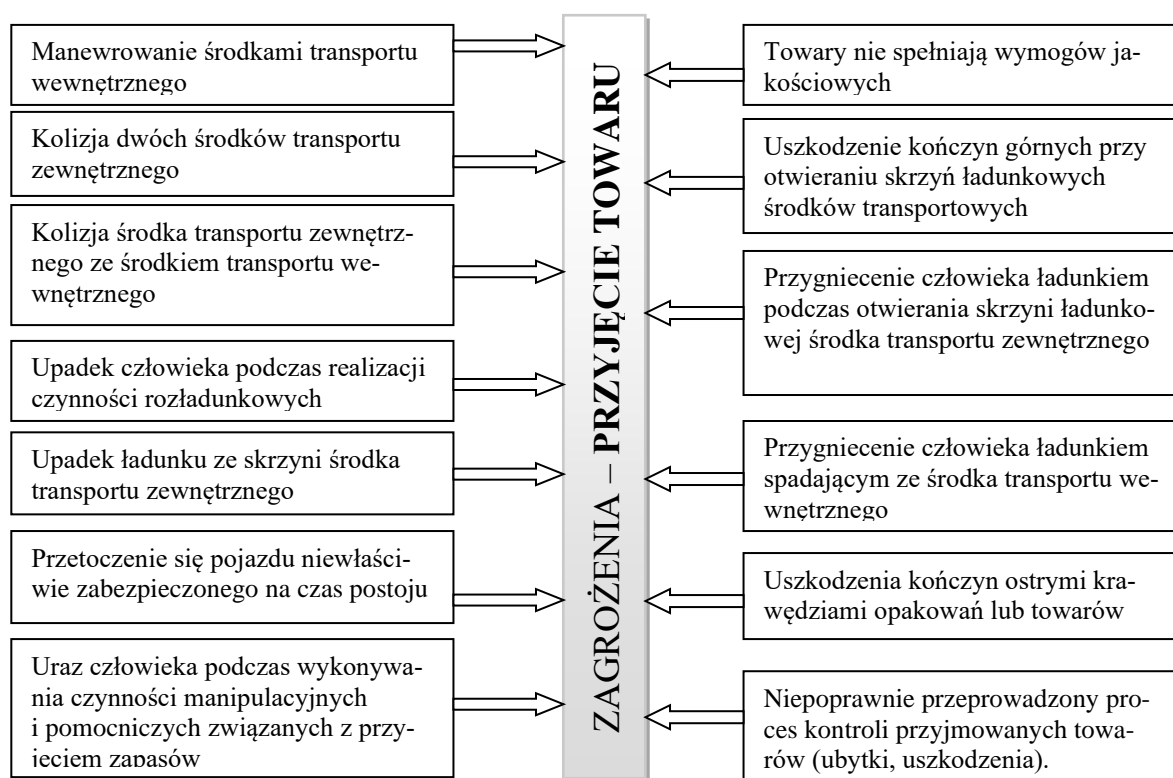 Manewrowanie środkami transportu
wewnętrznego
Kolizja dwóch środków transportu
zewnętrznego
Kolizja środka transportu zewnętrz-
nego ze środkiem transportu we-
wnętrznego
Upadek człowieka podczas realizacji
czynności rozładunkowych
Upadek ładunku ze skrzyni środka
transportu zewnętrznego
Przetoczenie się pojazdu niewłaści-
wie zabezpieczonego na czas postoju
Uraz człowieka podczas wykonywa-
nia czynności manipulacyjnych
i pomocniczych związanych z przy-
jęciem zapasów
ZAGROŻENIA – PRZYJĘCIE TOWARU
Towary nie spełniają wymogów ja-
kościowych
Uszkodzenie kończyn górnych przy
otwieraniu skrzyń ładunkowych
środków transportowych
Przygniecenie człowieka ładunkiem
podczas otwierania skrzyni ładunko-
wej środka transportu zewnętrznego
Przygniecenie człowieka ładunkiem
spadającym ze środka transportu we-
wnętrznego
Uszkodzenia kończyn ostrymi kra-
wędziami opakowań lub towarów
Niepoprawnie przeprowadzony pro-
ces kontroli przyjmowanych towa-
rów (ubytki, uszkodzenia).